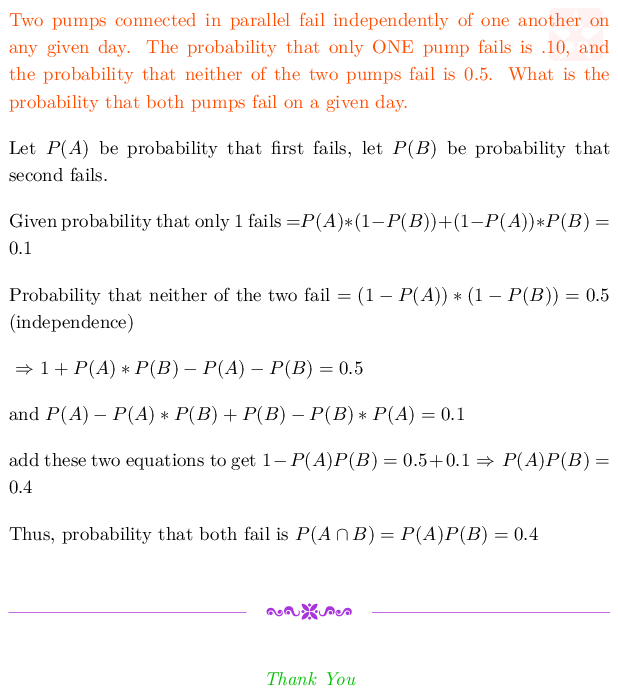 Two pumps connected in parallel fail independently of one another on
any given day. The probability that only ONE pump fails is .10, and
the probability that neither of the two pumps fail is 0.5. What is the
probability that both pumps fail on a given day.
Let P(A) be probability that first fails, let P(B) be probability that
second fails.
Given probability that only 1 fails =P(A)*(1−P(B))+(1−P(A))*P(B) =
0.1
Probability that neither of the two fail = (1 − P(A)) * (1 − P(B)) = 0.5
(independence)
⇒ 1 + P(A) * P(B) − P(A) − P(B) = 0.5
and P(A) − P(A) * P(B) + P(B) − P(B) * P(A) = 0.1
add these two equations to get 1 − P(A)P(B) = 0.5+0.1 ⇒ P(A)P(B) =
0.4
Thus, probability that both fail is P(A ∩ B) = P(A)P(B) = 0.4
Thank You